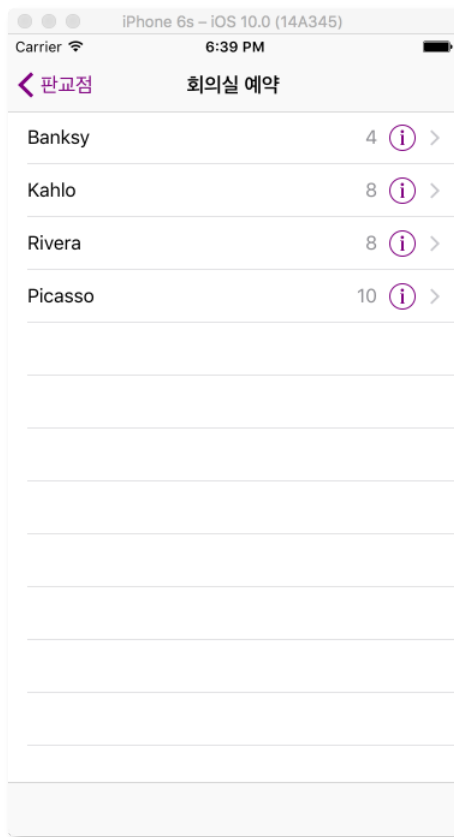 iPhone 6s – iOS 10.0 (14A345)
Carrier 6:39 PM
판교점 회의실 예약
Banksy 4
Kahlo 8
Rivera 8
Picasso 10